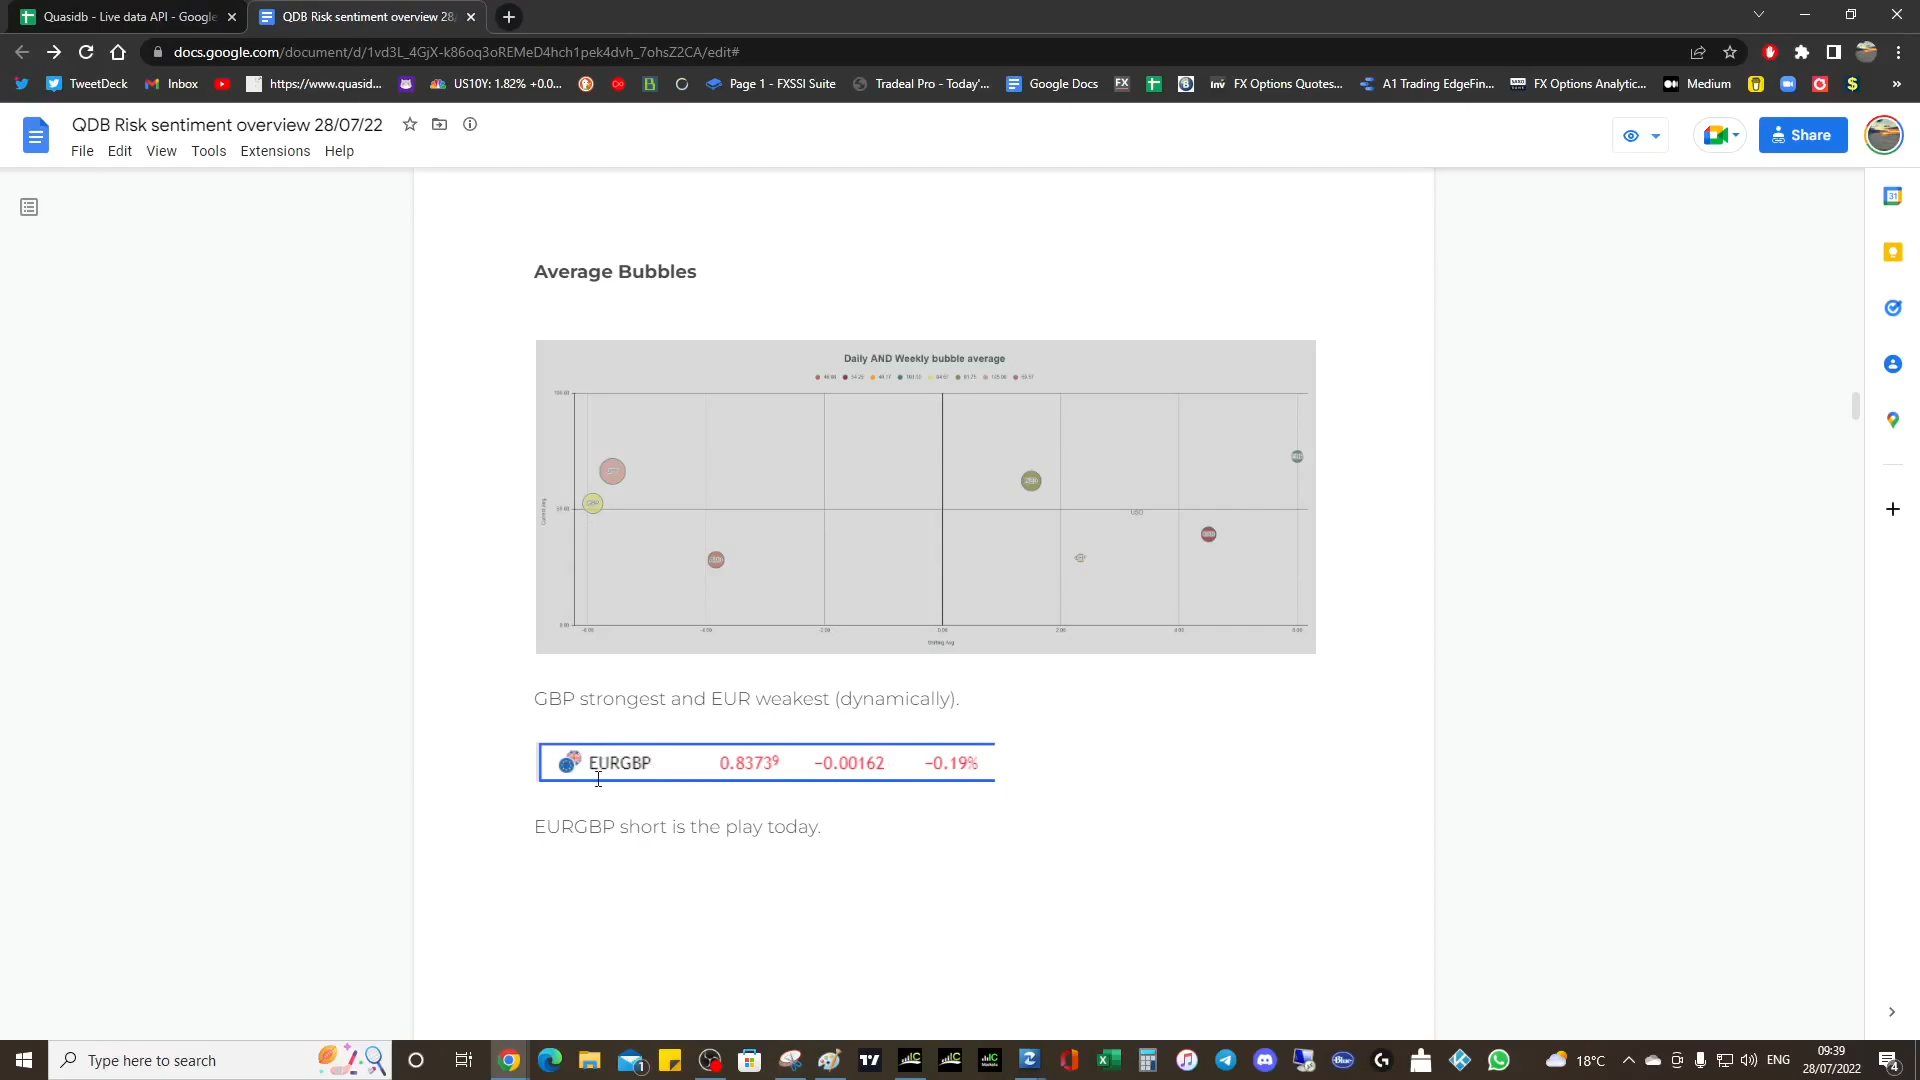 Quasidb - Live data API - Google
QDB Risk sentiment overview 28/
docs.google.com/document/d/1vd3L_4GjX-k86oq3oREMeD4hch1pek4dvh_7ohsZ2CA/edit#
TweetDeck Inbox https://www.quasid... US10Y: 1.82% +0.0... Page 1 - FXSSI Suite Tradeal Pro - Today'... Google Docs FX Inv FX Options Quotes... A1 Trading EdgeFin... FX Options Analytic... Medium »
QDB Risk sentiment overview 28/07/22
File Edit View Tools Extensions Help
Share
Average Bubbles
Daily AND Weekly bubble average
USD
GBP strongest and EUR weakest (dynamically).
EURGBP 0.8373⁹ −0.00162 −0.19%
EURGBP short is the play today.
Type here to search
18°C ENG
09:39
28/07/2022